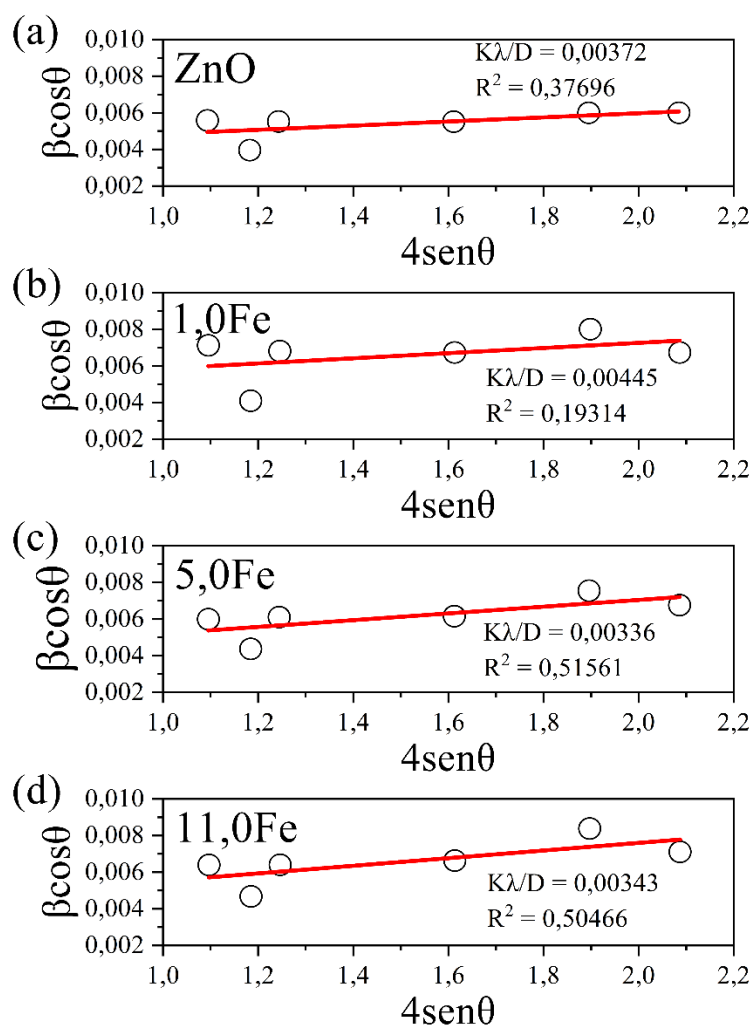 (a)
0,010
0,008
0,006
0,004
0,002
ZnO
Kλ/D = 0,00372
R² = 0,37696
1,0 1,2 1,4 1,6 1,8 2,0 2,2
βcosθ
4senθ
(b)
0,010
0,008
0,006
0,004
0,002
1,0Fe
Kλ/D = 0,00445
R² = 0,19314
1,0 1,2 1,4 1,6 1,8 2,0 2,2
βcosθ
4senθ
(c)
0,010
0,008
0,006
0,004
0,002
5,0Fe
Kλ/D = 0,00336
R² = 0,51561
1,0 1,2 1,4 1,6 1,8 2,0 2,2
βcosθ
4senθ
(d)
0,010
0,008
0,006
0,004
0,002
11,0Fe
Kλ/D = 0,00343
R² = 0,50466
1,0 1,2 1,4 1,6 1,8 2,0 2,2
βcosθ
4senθ